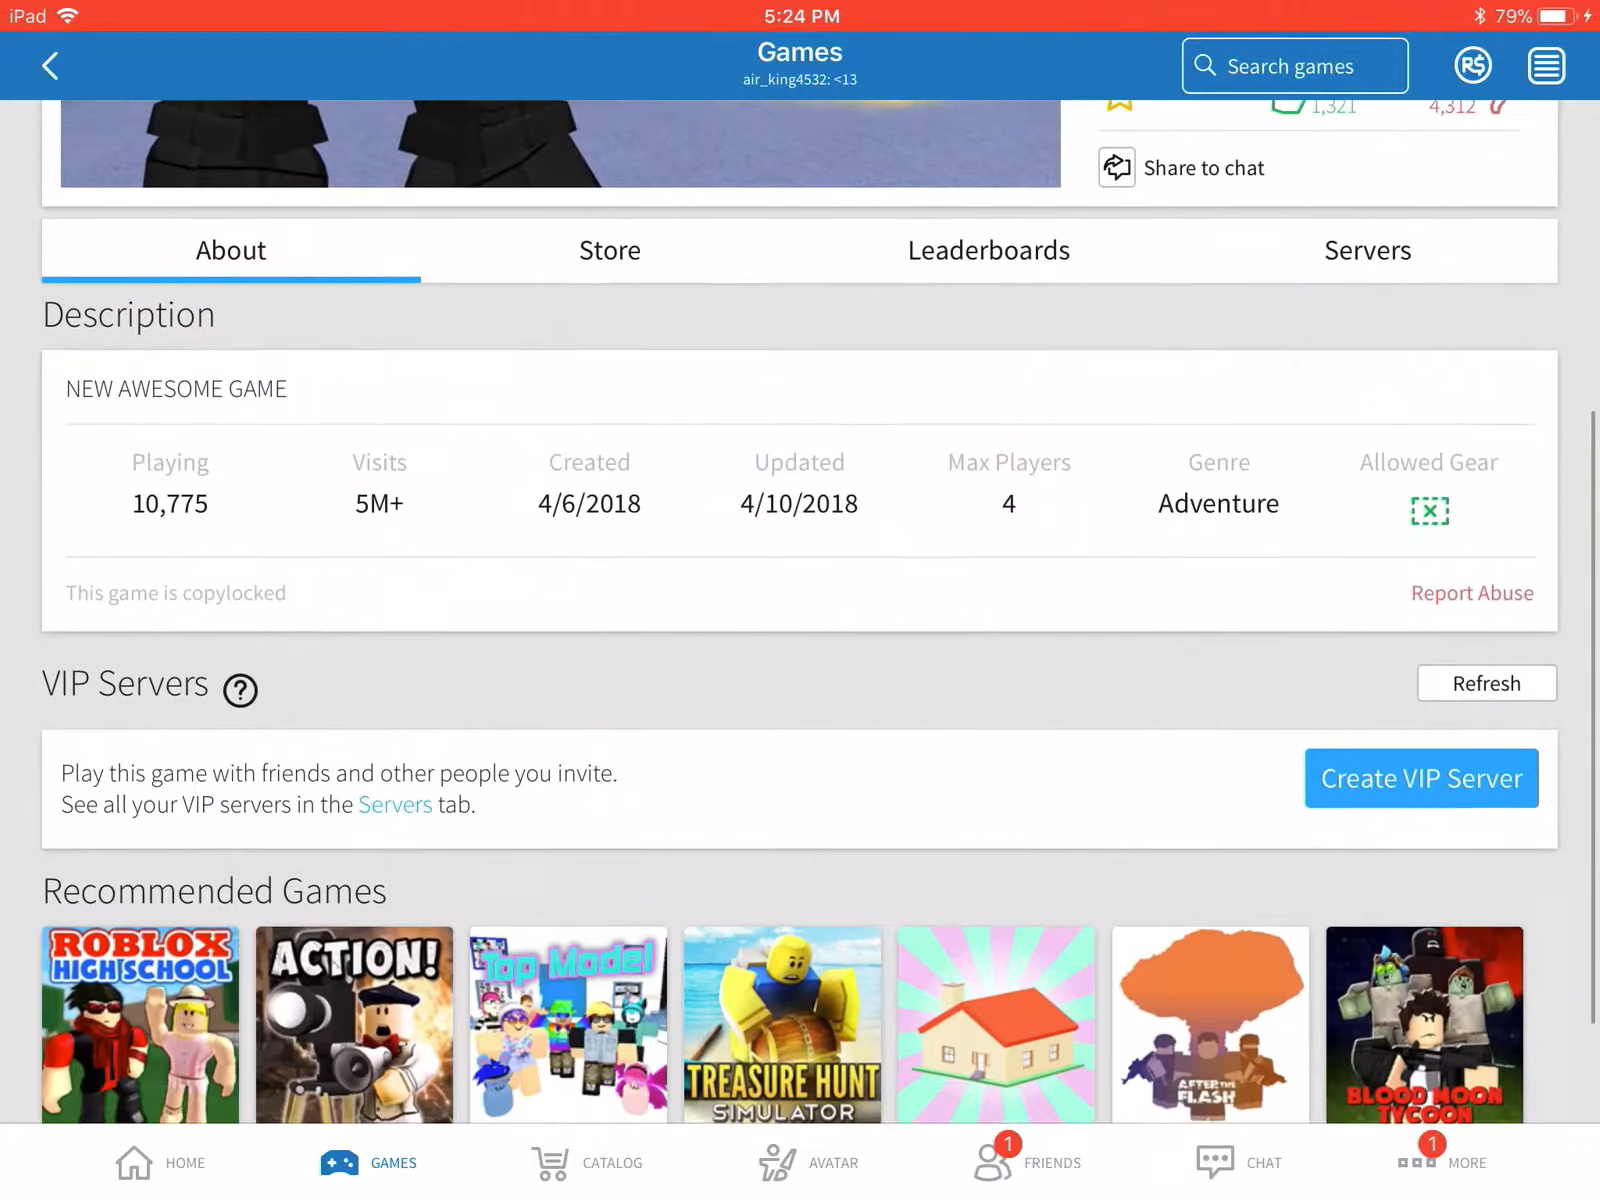 iPad
5:24 PM
79%
Games
air_king4532: <13
Search games
R$
1,321
4,312
Share to chat
About
Store
Leaderboards
Servers
Description
NEW AWESOME GAME
Playing
Visits
Created
Updated
Max Players
Genre
Allowed Gear
10,775
5M+
4/6/2018
4/10/2018
4
Adventure
This game is copylocked
Report Abuse
VIP Servers ?
Refresh
Play this game with friends and other people you invite.
See all your VIP servers in the Servers tab.
Create VIP Server
Recommended Games
ROBLOX
HIGH SCHOOL
ACTION!
Top Model
TREASURE HUNT
SIMULATOR
AFTER THE
FLASH
BLOOD MOON
TYCOON
HOME
GAMES
CATALOG
AVATAR
1
FRIENDS
CHAT
1
MORE